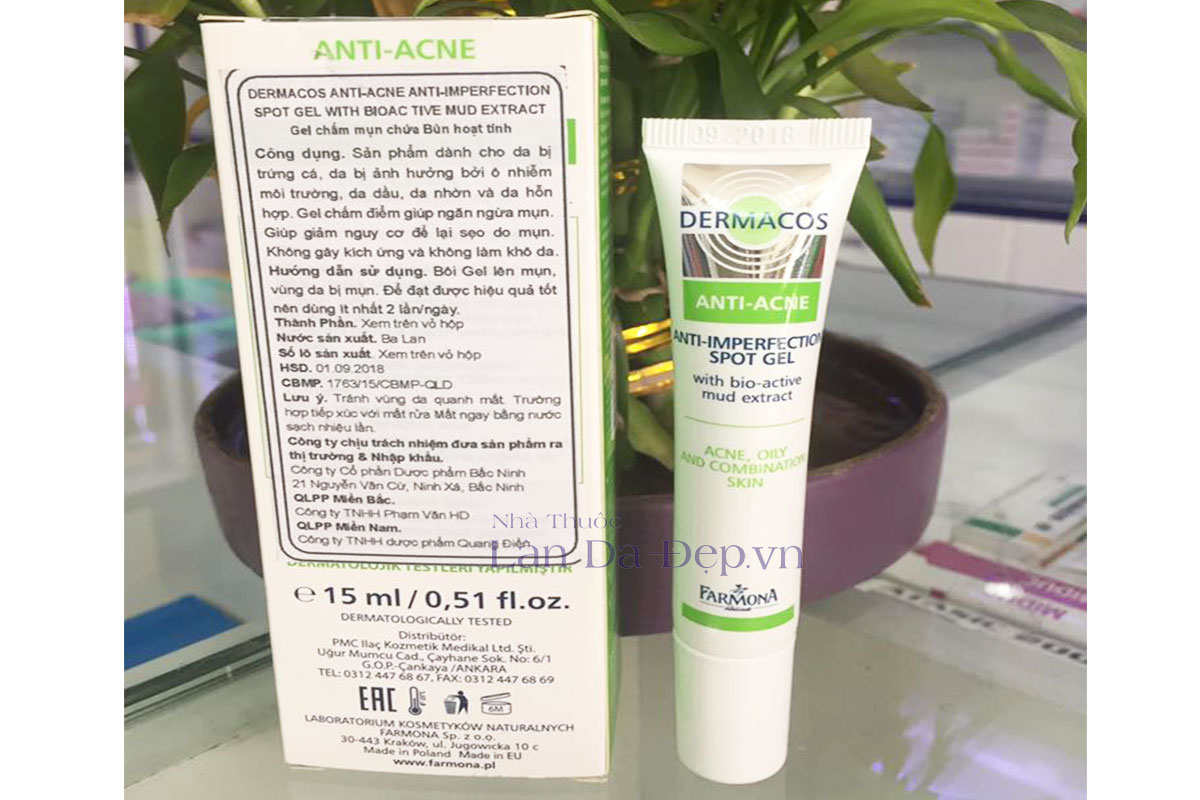 ANTI-ACNE
DERMACOS ANTI-ACNE ANTI-IMPERFECTION
SPOT GEL WITH BIOAC TIVE MUD EXTRACT
Gel chấm mụn chứa Bùn hoạt tính
Công dụng. Sản phẩm dành cho da bị
trứng cá, da bị ảnh hưởng bởi ô nhiễm
môi trường, da dầu, da nhờn và da hỗn
hợp. Gel chấm điểm giúp ngăn ngừa mụn.
Giúp giảm nguy cơ để lại sẹo do mụn.
Không gây kích ứng và không làm khô da.
Hướng dẫn sử dụng. Bôi Gel lên mụn,
vùng da bị mụn. Để đạt được hiệu quả tốt
nên dùng ít nhất 2 lần/ngày.
Thành Phần. Xem trên vỏ hộp
Nước sản xuất. Ba Lan
Số lô sản xuất. Xem trên vỏ hộp
HSD. 01.09.2018
CBMP. 1763/15/CBMP-QLD
Lưu ý. Tránh vùng da quanh mắt. Trường
hợp tiếp xúc với mắt rửa Mắt ngay bằng nước
sạch nhiều lần.
Công ty chịu trách nhiệm đưa sản phẩm ra
thị trường & Nhập khẩu.
Công ty Cổ phần Dược phẩm Bắc Ninh
21 Nguyễn Văn Cừ, Ninh Xá, Bắc Ninh
QLPP Miền Bắc.
Công ty TNHH Phạm Văn HD
QLPP Miền Nam.
Công ty TNHH dược phẩm Quang Điện
DERMATOLOJİK TESTLERİ YAPILMIŞTIR
℮ 15 ml / 0,51 fl.oz.
DERMATOLOGICALLY TESTED
Distribütör:
PMC Ilaç Kozmetik Medikal Ltd. Şti.
Uğur Mumcu Cad., Çayhane Sok. No: 6/1
G.O.P.-Çankaya /ANKARA
TEL: 0312 447 68 67, FAX: 0312 447 68 69
EAC
6M
LABORATORIUM KOSMETYKÓW NATURALNYCH
FARMONA Sp. z o.o.
30-443 Kraków, ul. Jugowicka 10 c
Made in Poland Made in EU
www.farmona.pl
09-2018
DERMACOS
ANTI-ACNE
ANTI-IMPERFECTION
SPOT GEL
with bio-active
mud extract
ACNE, OILY
AND COMBINATION
SKIN
FARMONA
Nhà Thuốc
Lan Da Đẹp.vn